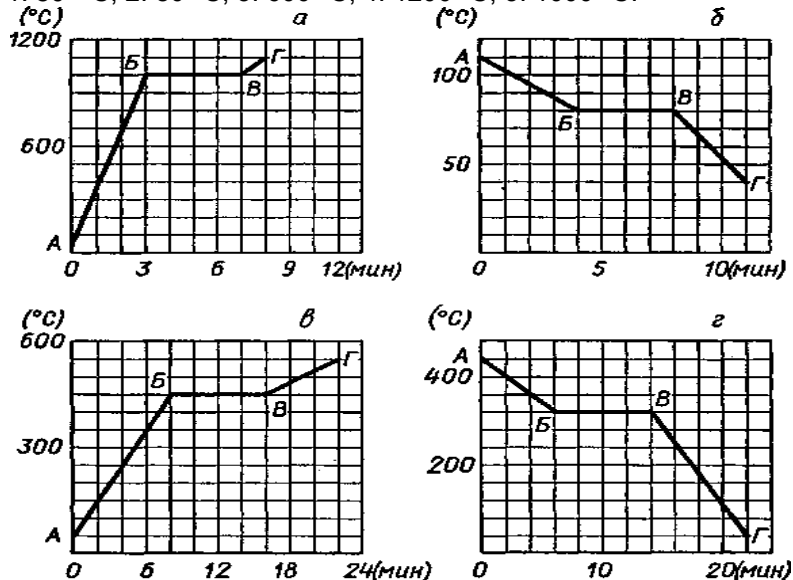 (°C) а
1200
Б Г
В
600
А
0 3 6 9 12(мин)
(°C) б
А
100
Б В
50
Г
0 5 10(мин)
(°C) в
600
Г
Б
В
300
А
0 6 12 18 24(мин)
(°C) г
А
400
Б В
200
Г
0 10 20(мин)